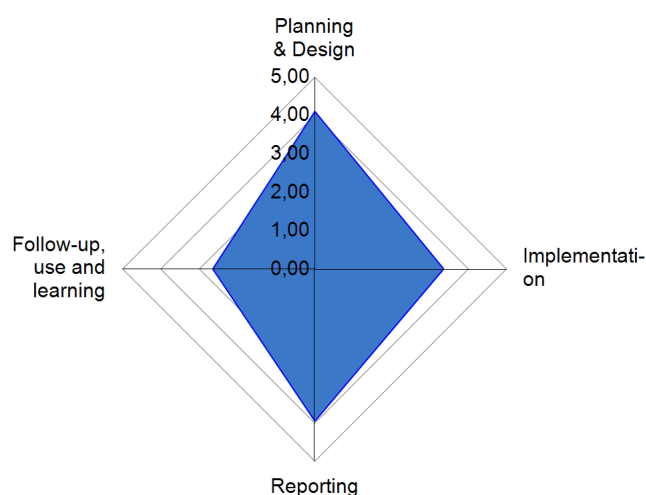 Planning
& Design
5,00
4,00
3,00
2,00
1,00
0,00
Follow-up,
use and
learning
Implementati-
on
Reporting